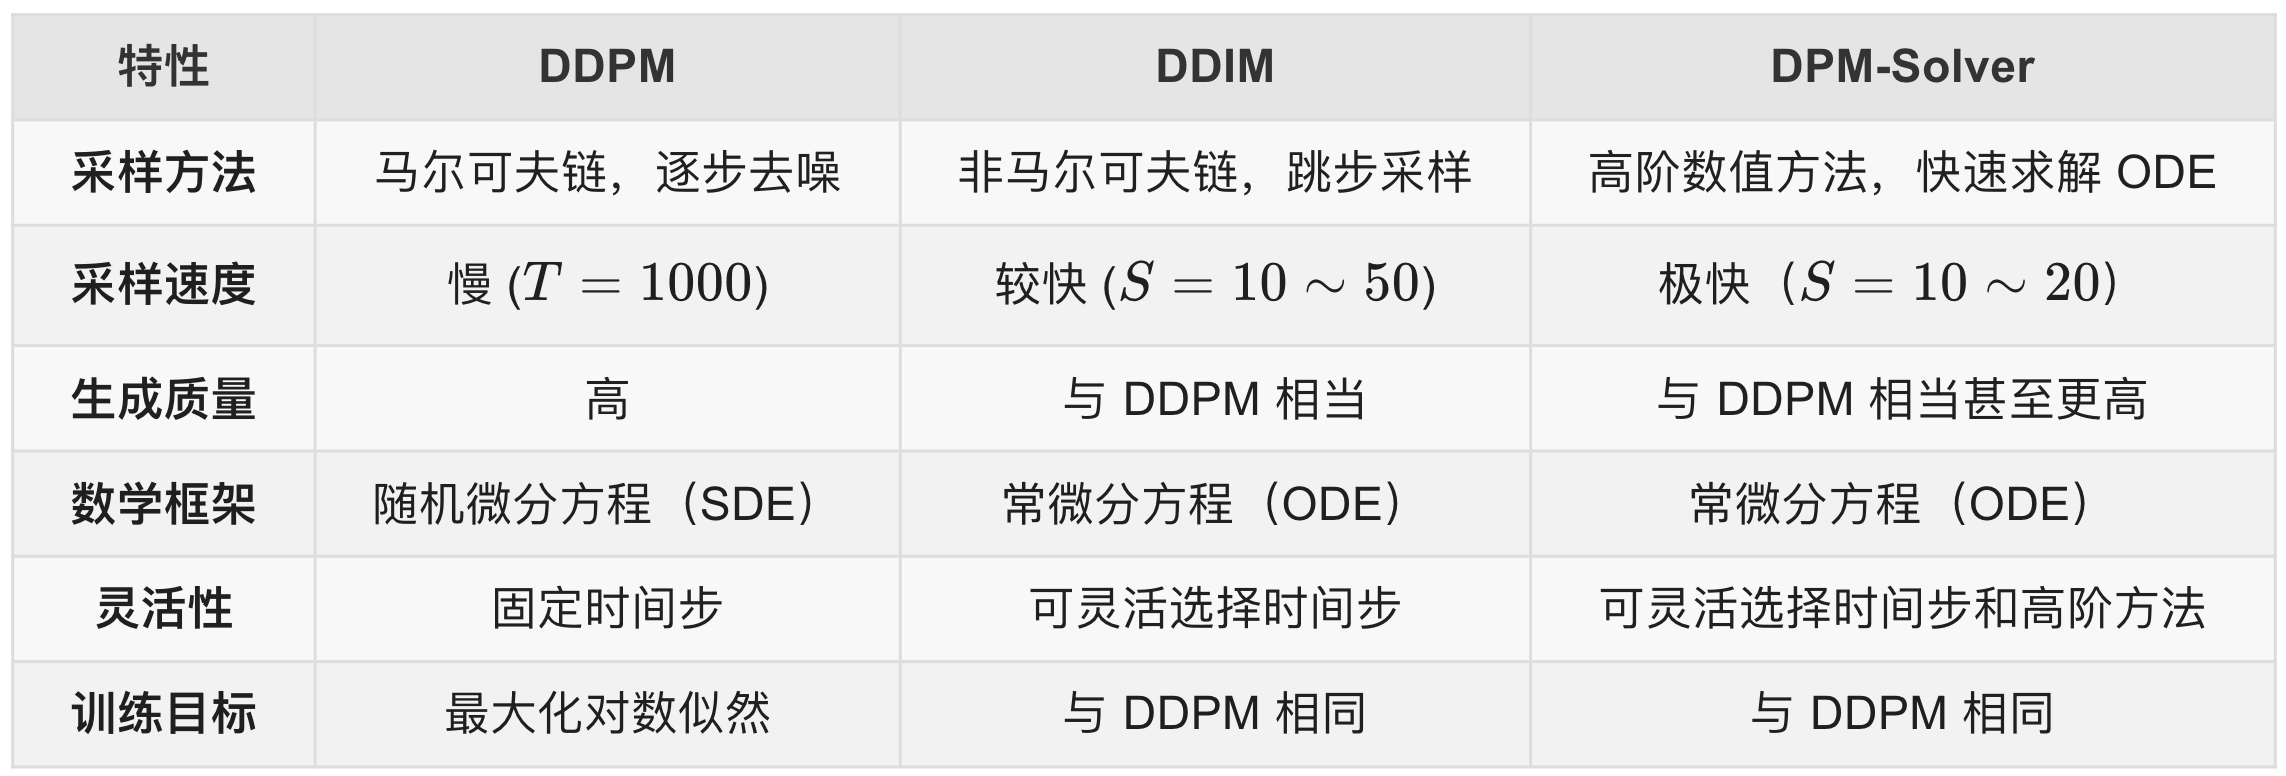 特性 DDPM DDIM DPM-Solver
采样方法 马尔可夫链，逐步去噪 非马尔可夫链，跳步采样 高阶数值方法，快速求解 ODE
采样速度 慢 (T = 1000) 较快 (S = 10 ∼ 50) 极快（S = 10 ∼ 20）
生成质量 高 与 DDPM 相当 与 DDPM 相当甚至更高
数学框架 随机微分方程（SDE） 常微分方程（ODE） 常微分方程（ODE）
灵活性 固定时间步 可灵活选择时间步 可灵活选择时间步和高阶方法
训练目标 最大化对数似然 与 DDPM 相同 与 DDPM 相同